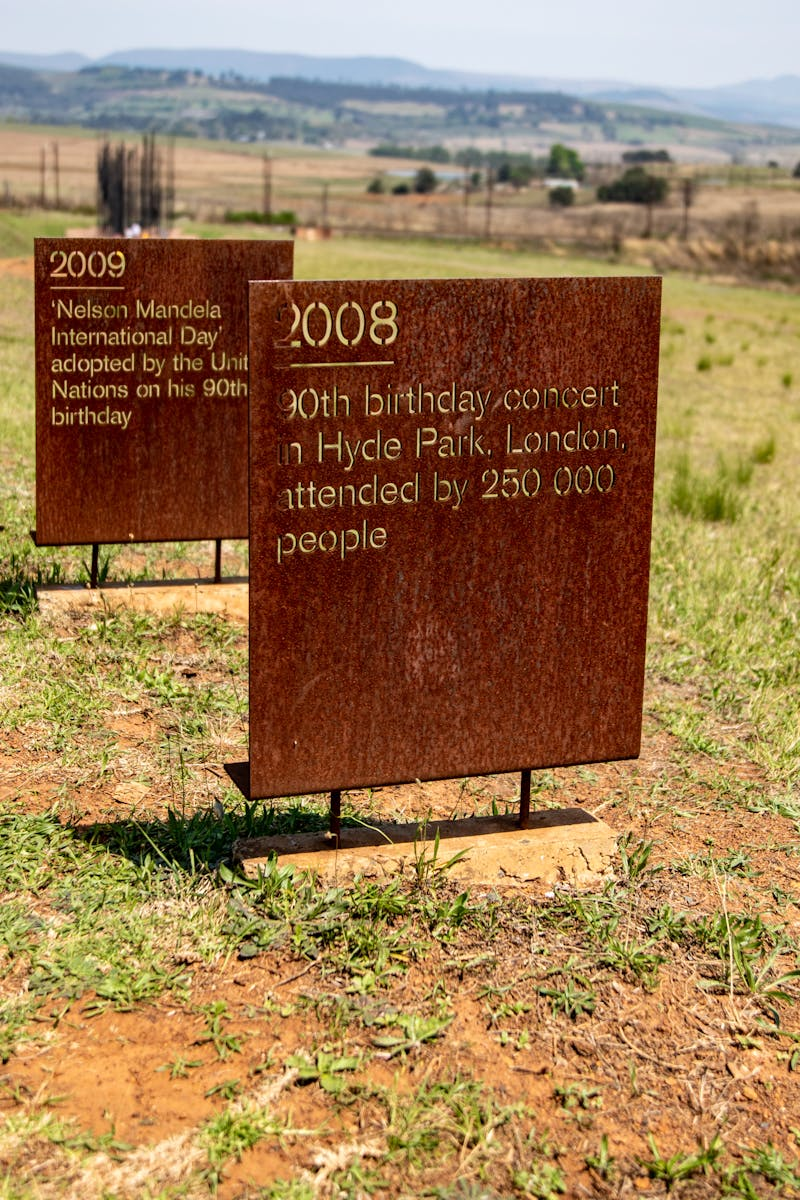 2009
‘Nelson Mandela
International Day’
adopted by the Unit
Nations on his 90th
birthday
2008
90th birthday concert
in Hyde Park, London,
attended by 250 000
people